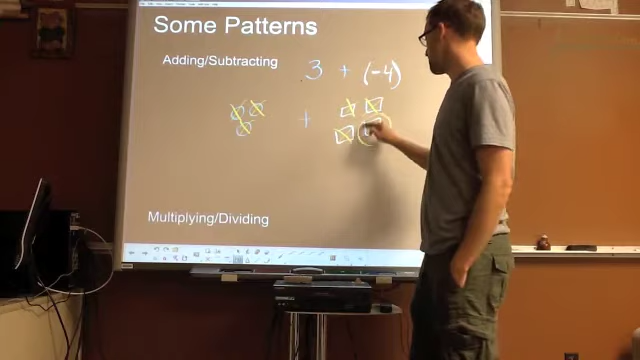 Some Patterns
Adding/Subtracting
3 + (-4)
+
Multiplying/Dividing